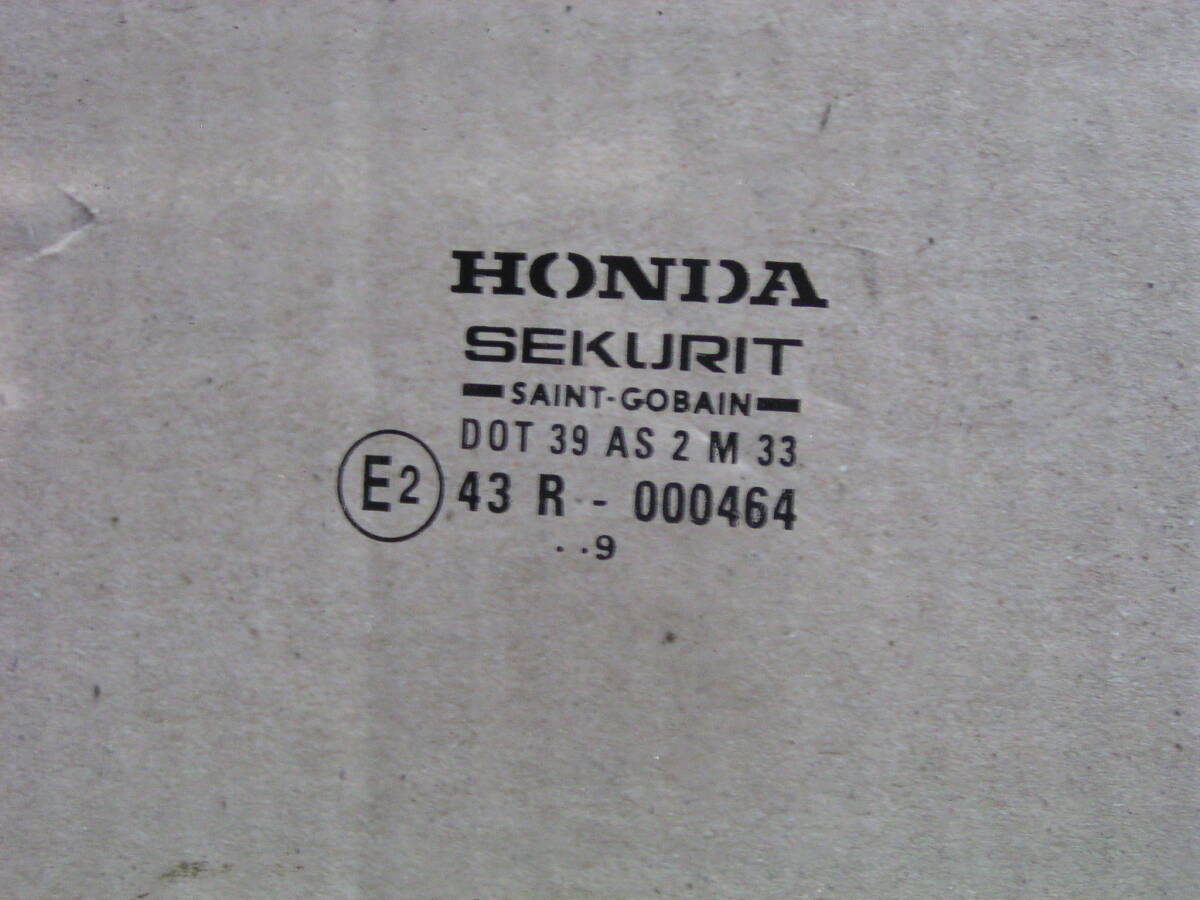 HONDA
SEKURIT
SAINT-GOBAIN
DOT 39 AS 2 M 33
E2 43 R - 000464
..9